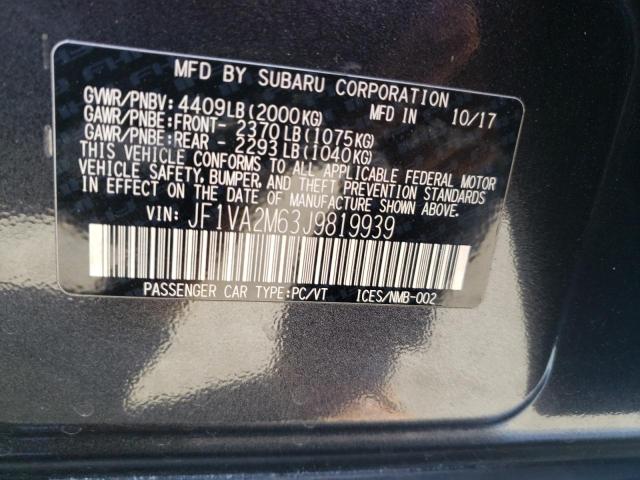 MFD BY SUBARU CORPORATION
GVWR/PNBV: 4409LB(2000KG) MFD IN 10/17
GAWR/PNBE:FRONT- 2370LB(1075KG)
GAWR/PNBE:REAR - 2293LB(1040KG)
THIS VEHICLE CONFORMS TO ALL APPLICABLE FEDERAL MOTOR
VEHICLE SAFETY, BUMPER, AND THEFT PREVENTION STANDARDS
IN EFFECT ON THE DATE OF MANUFACTURE SHOWN ABOVE.
VIN: JF1VA2M63J9819939
PASSENGER CAR TYPE:PC/VT ICES/NMB-002